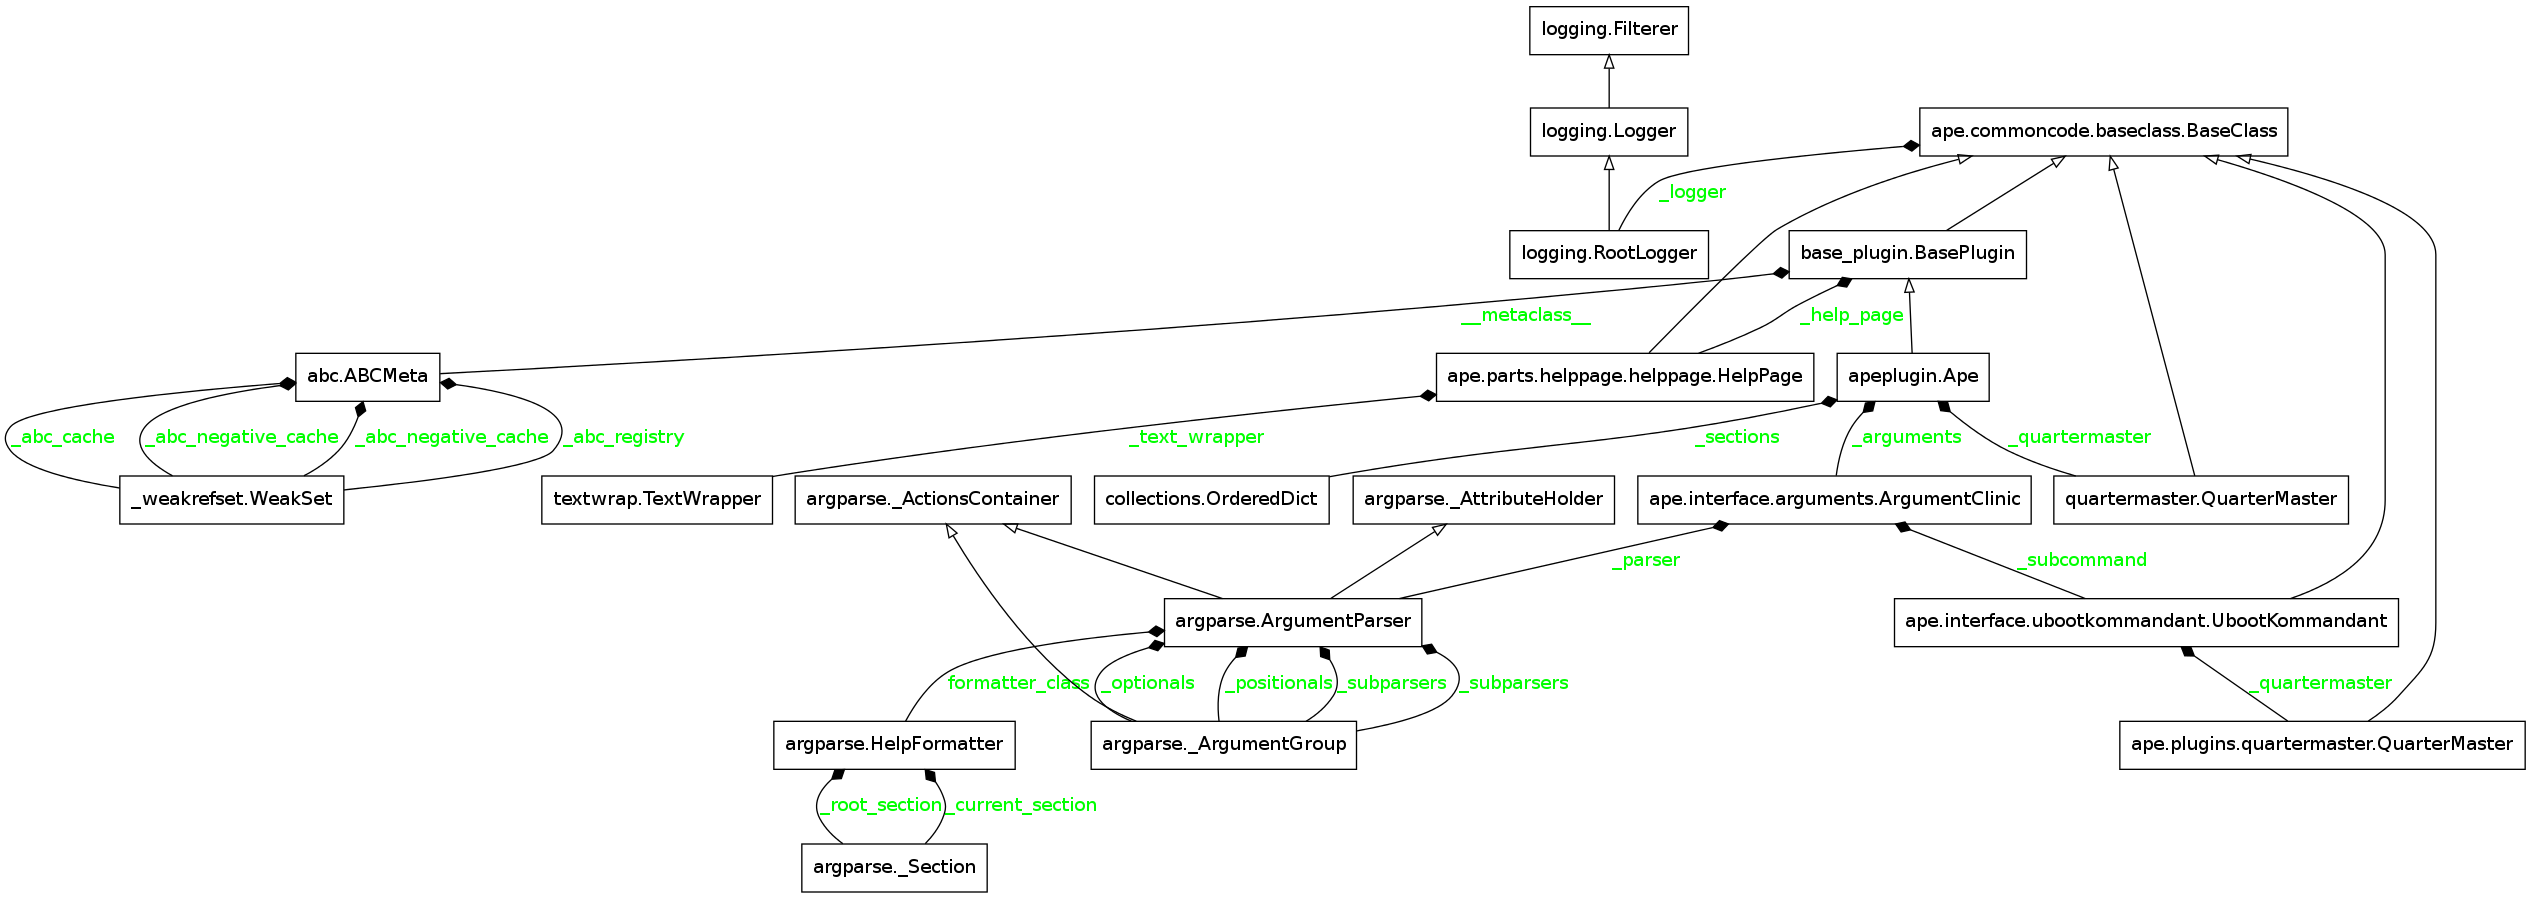 logging.Filterer
logging.Logger
ape.commoncode.baseclass.BaseClass
_logger
logging.RootLogger
base_plugin.BasePlugin
__metaclass__
_help_page
abc.ABCMeta
ape.parts.helppage.helppage.HelpPage
apeplugin.Ape
_abc_cache
_abc_negative_cache
_abc_negative_cache
_abc_registry
_text_wrapper
_sections
_arguments
_quartermaster
_weakrefset.WeakSet
textwrap.TextWrapper
argparse._ActionsContainer
collections.OrderedDict
argparse._AttributeHolder
ape.interface.arguments.ArgumentClinic
quartermaster.QuarterMaster
_parser
_subcommand
argparse.ArgumentParser
ape.interface.ubootkommandant.UbootKommandant
formatter_class
_optionals
_positionals
_subparsers
_subparsers
_quartermaster
argparse.HelpFormatter
argparse._ArgumentGroup
ape.plugins.quartermaster.QuarterMaster
_root_section
_current_section
argparse._Section